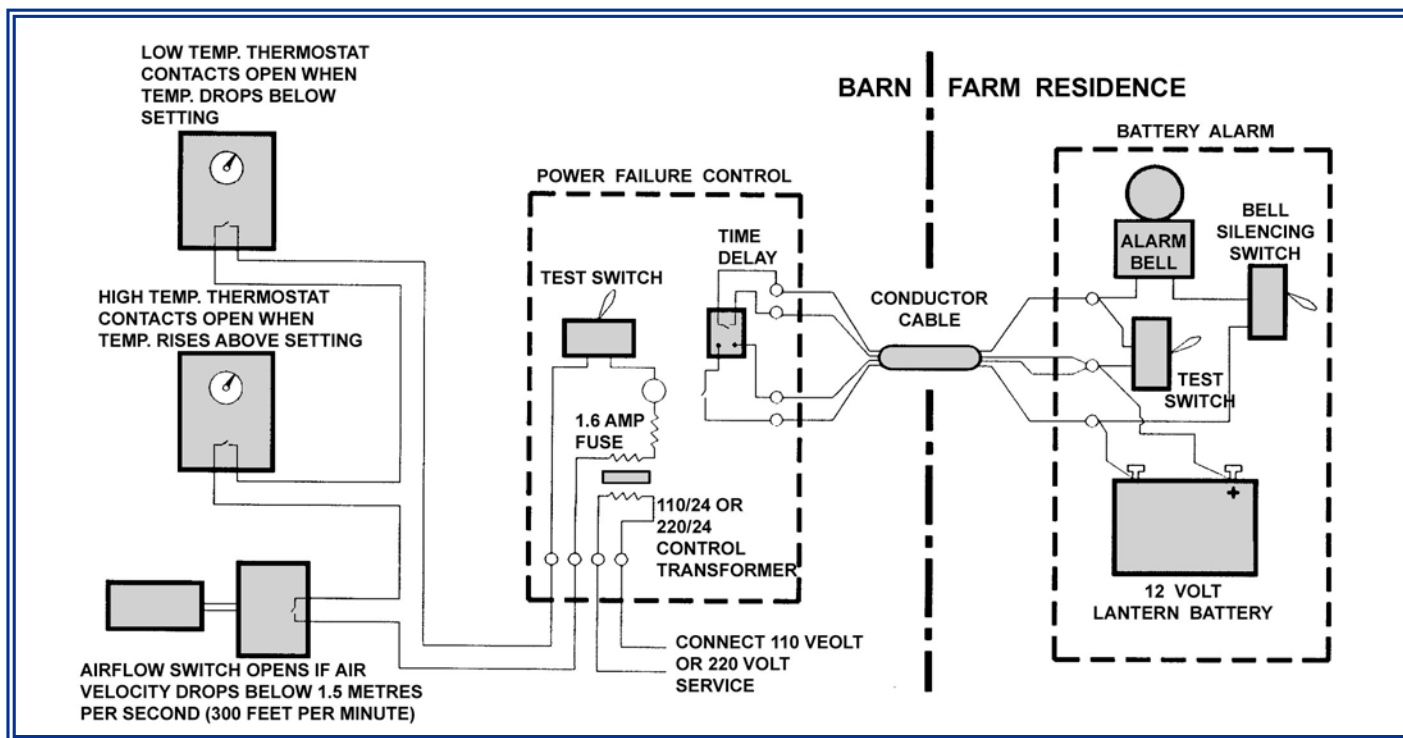 LOW TEMP. THERMOSTAT
CONTACTS OPEN WHEN
TEMP. DROPS BELOW
SETTING
HIGH TEMP. THERMOSTAT
CONTACTS OPEN WHEN
TEMP. RISES ABOVE SETTING
AIRFLOW SWITCH OPENS IF AIR
VELOCITY DROPS BELOW 1.5 METRES
PER SECOND (300 FEET PER MINUTE)
POWER FAILURE CONTROL
TEST SWITCH
TIME
DELAY
1.6 AMP
FUSE
110/24 OR
220/24
CONTROL
TRANSFORMER
CONNECT 110 VEOLT
OR 220 VOLT
SERVICE
BARN
FARM RESIDENCE
CONDUCTOR
CABLE
BATTERY ALARM
ALARM
BELL
BELL
SILENCING
SWITCH
TEST
SWITCH
+
12 VOLT
LANTERN BATTERY